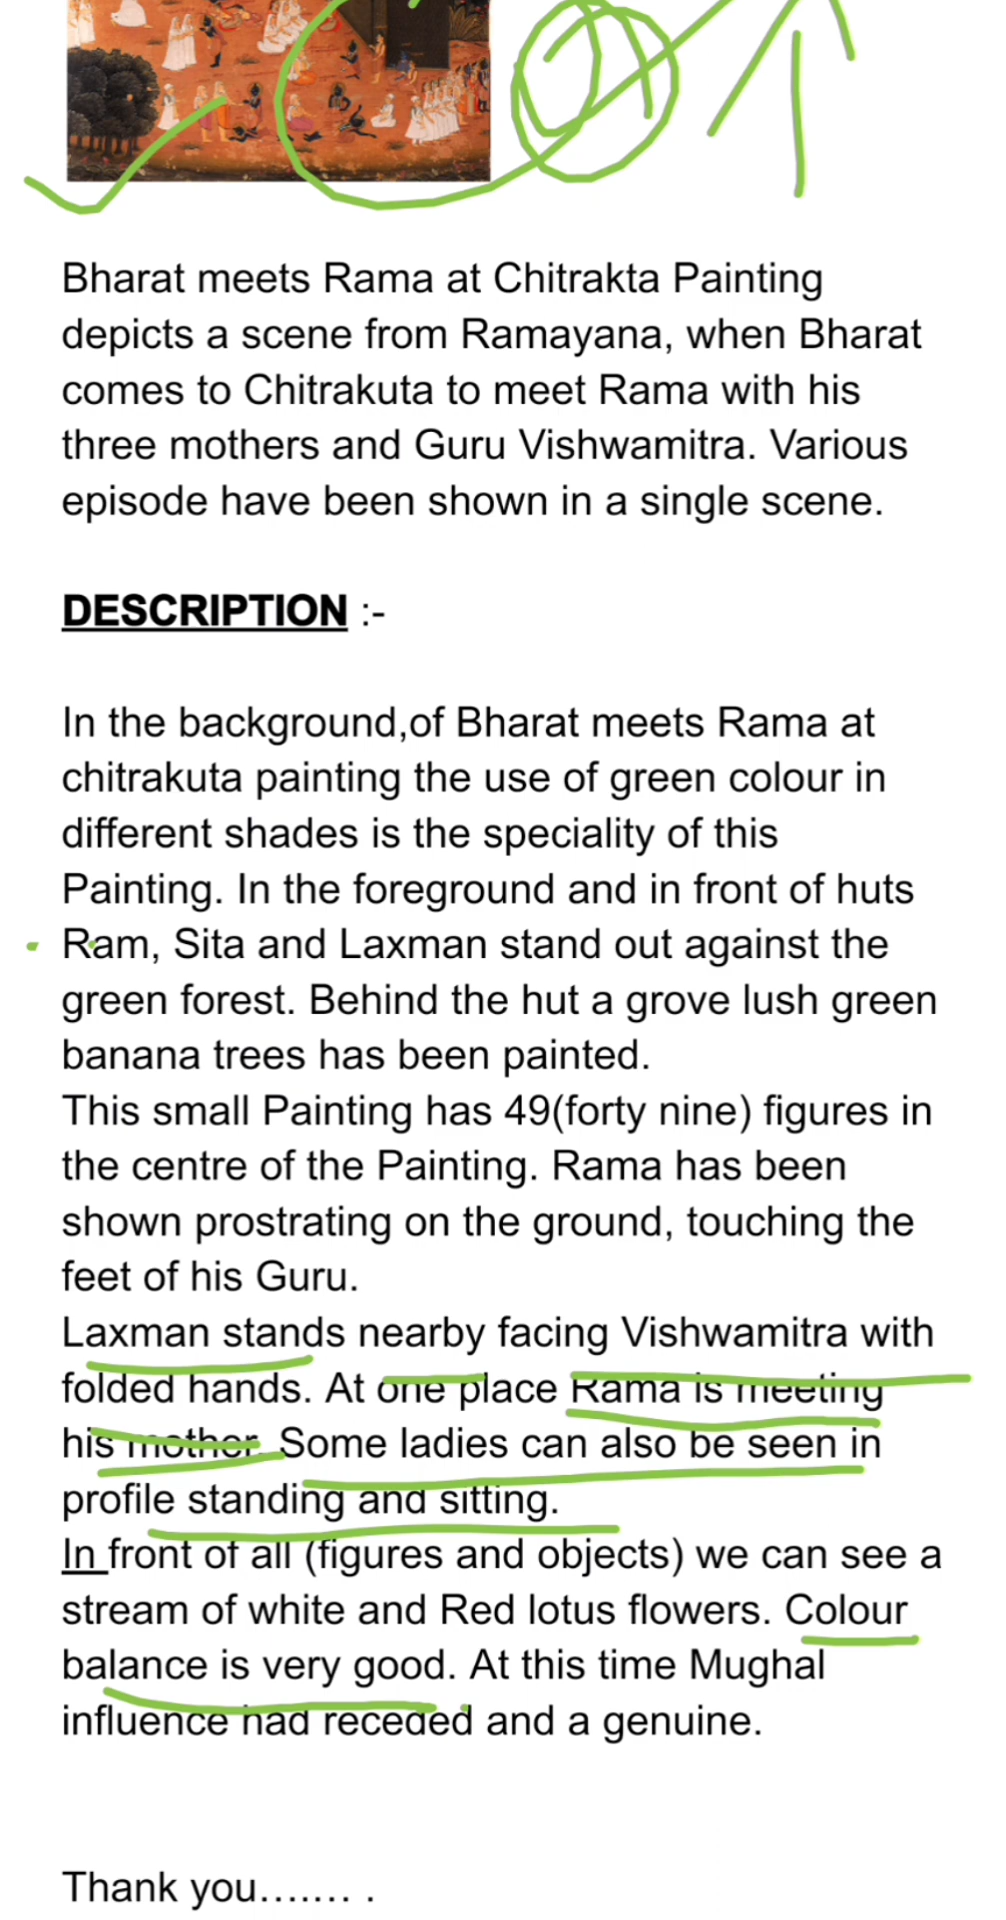 Bharat meets Rama at Chitrakta Painting
depicts a scene from Ramayana, when Bharat
comes to Chitrakuta to meet Rama with his
three mothers and Guru Vishwamitra. Various
episode have been shown in a single scene.
DESCRIPTION :-
In the background,of Bharat meets Rama at
chitrakuta painting the use of green colour in
different shades is the speciality of this
Painting. In the foreground and in front of huts
Ram, Sita and Laxman stand out against the
green forest. Behind the hut a grove lush green
banana trees has been painted.
This small Painting has 49(forty nine) figures in
the centre of the Painting. Rama has been
shown prostrating on the ground, touching the
feet of his Guru.
Laxman stands nearby facing Vishwamitra with
folded hands. At one place Rama is meeting
his mother. Some ladies can also be seen in
profile standing and sitting.
In front of all (figures and objects) we can see a
stream of white and Red lotus flowers. Colour
balance is very good. At this time Mughal
influence had receded and a genuine.
Thank you....... .